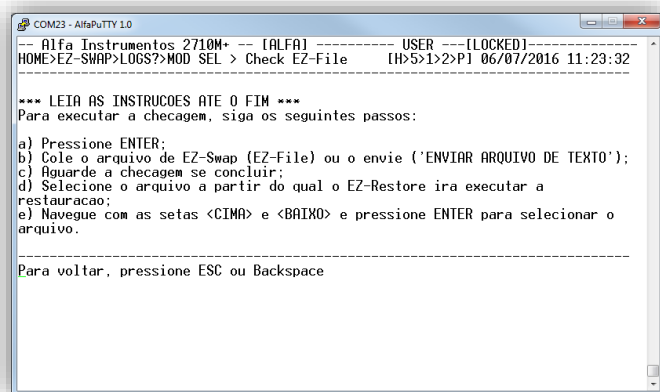 COM23 - AlfaPuTTY 1.0
-- Alfa Instrumentos 2710M+ -- [ALFA] ---------- USER ---[LOCKED]--------------
HOME>EZ-SWAP>LOGS?>MOD SEL > Check EZ-File [H>5>1>2>P] 06/07/2016 11:23:32
*** LEIA AS INSTRUCOES ATE O FIM ***
Para executar a checagem, siga os seguintes passos:
a) Pressione ENTER;
b) Cole o arquivo de EZ-Swap (EZ-File) ou o envie ('ENVIAR ARQUIVO DE TEXTO');
c) Aguarde a checagem se concluir;
d) Selecione o arquivo a partir do qual o EZ-Restore ira executar a
restauracao;
e) Navegue com as setas <CIMA> e <BAIXO> e pressione ENTER para selecionar o
arquivo.
Para voltar, pressione ESC ou Backspace